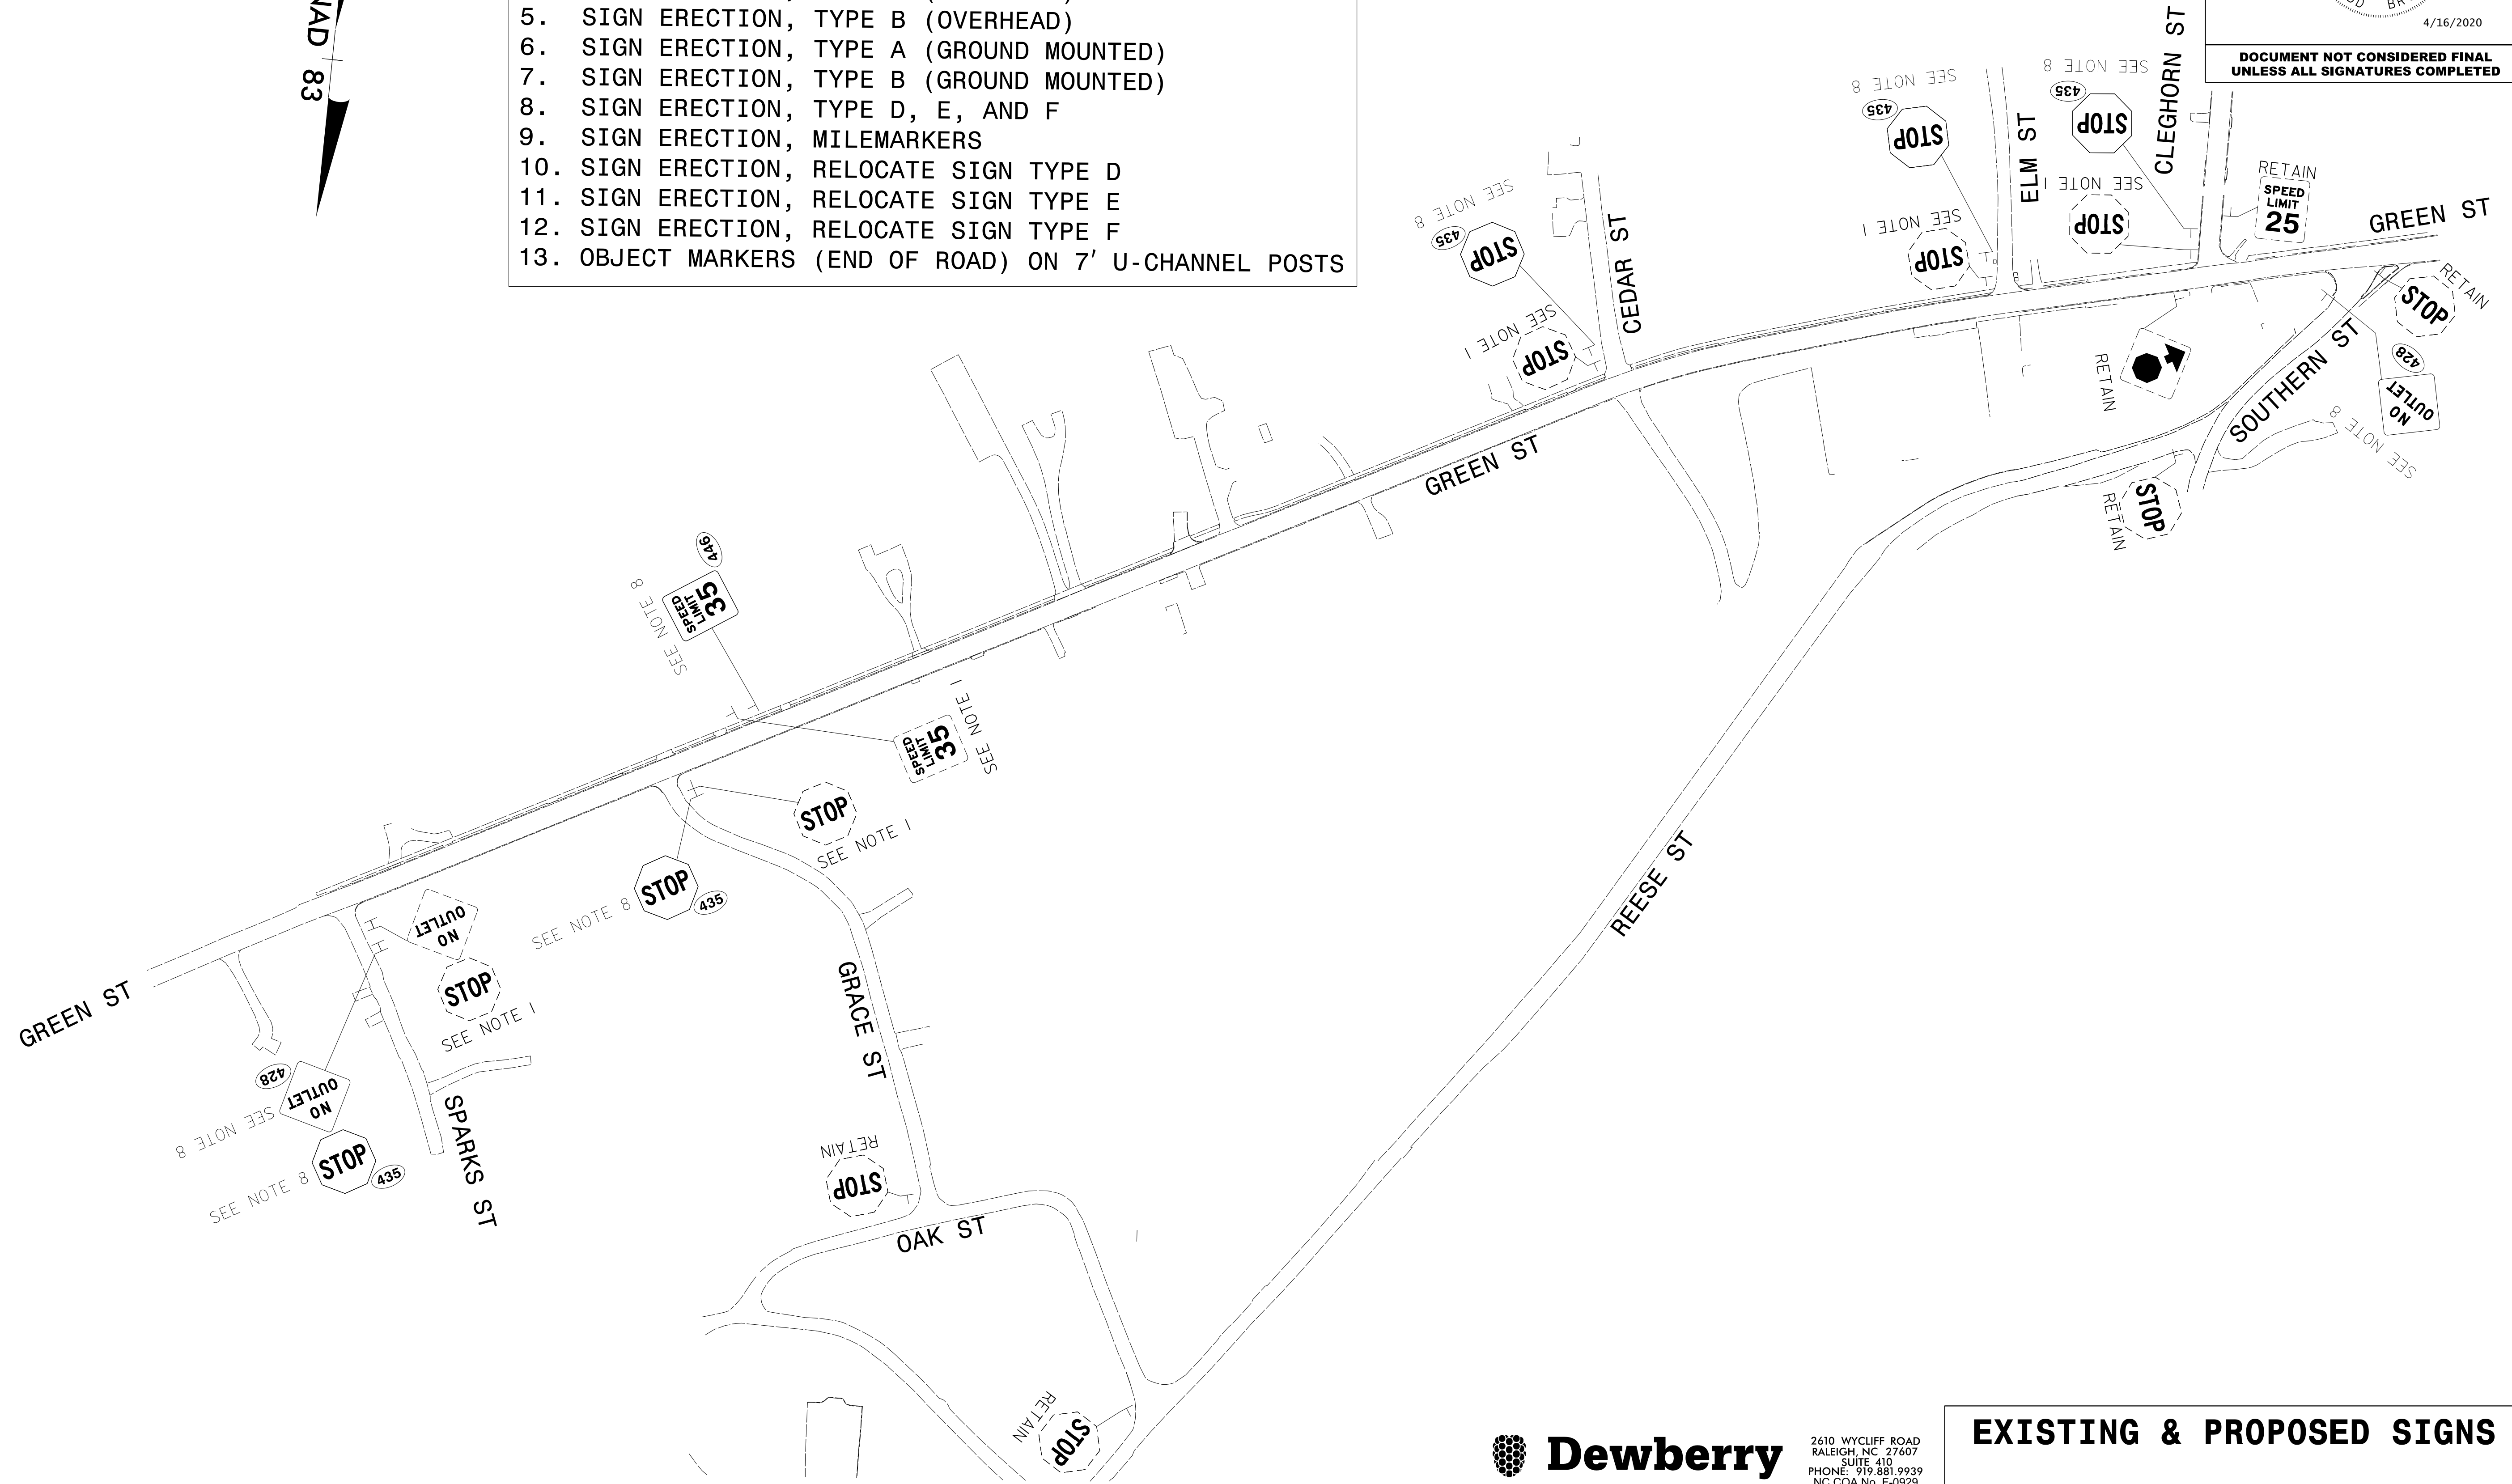 NAD 83
5. SIGN ERECTION, TYPE B (OVERHEAD)
6. SIGN ERECTION, TYPE A (GROUND MOUNTED)
7. SIGN ERECTION, TYPE B (GROUND MOUNTED)
8. SIGN ERECTION, TYPE D, E, AND F
9. SIGN ERECTION, MILEMARKERS
10. SIGN ERECTION, RELOCATE SIGN TYPE D
11. SIGN ERECTION, RELOCATE SIGN TYPE E
12. SIGN ERECTION, RELOCATE SIGN TYPE F
13. OBJECT MARKERS (END OF ROAD) ON 7' U-CHANNEL POSTS
4/16/2020
DOCUMENT NOT CONSIDERED FINAL
UNLESS ALL SIGNATURES COMPLETED
SEE NOTE 8
435
STOP
SEE NOTE 1
STOP
CEDAR ST
SEE NOTE 8
435
STOP
SEE NOTE 1
STOP
ELM ST
SEE NOTE 8
435
STOP
SEE NOTE 1
STOP
CLEGHORN ST
RETAIN
SPEED
LIMIT
25
GREEN ST
RETAIN
STOP
428
NO
OUTLET
SEE NOTE 8
SOUTHERN ST
RETAIN
RETAIN
STOP
GREEN ST
446
SPEED
LIMIT
35
SEE NOTE 8
SPEED
LIMIT
35
SEE NOTE 1
STOP
SEE NOTE 1
STOP
435
SEE NOTE 8
NO
OUTLET
STOP
SEE NOTE 1
GREEN ST
428
NO
OUTLET
SEE NOTE 8
STOP
435
SEE NOTE 8
SPARKS ST
GRACE ST
REESE ST
RETAIN
STOP
OAK ST
RETAIN
STOP
Dewberry
2610 WYCLIFF ROAD
RALEIGH, NC 27607
SUITE 410
PHONE: 919.881.9939
NC COA No. F-0929
EXISTING & PROPOSED SIGNS